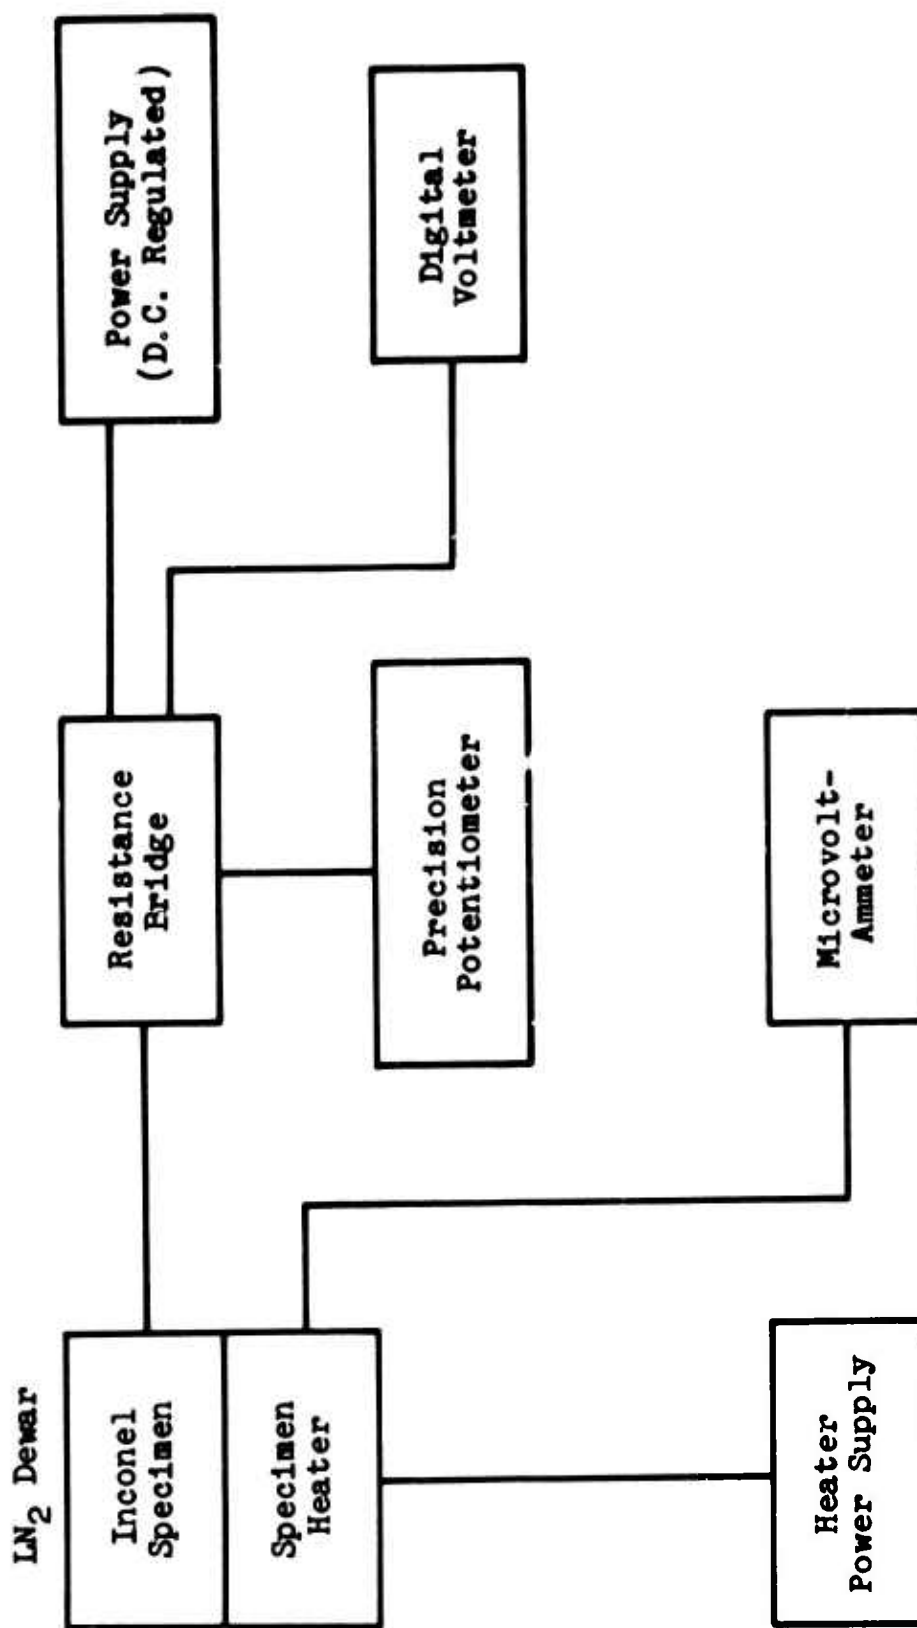 LN2 Dewar
Inconel
Specimen
Specimen
Heater
Heater
Power Supply
Resistance
Bridge
Precision
Potentiometer
Microvolt-
Ammeter
Power Supply
(D.C. Regulated)
Digital
Voltmeter